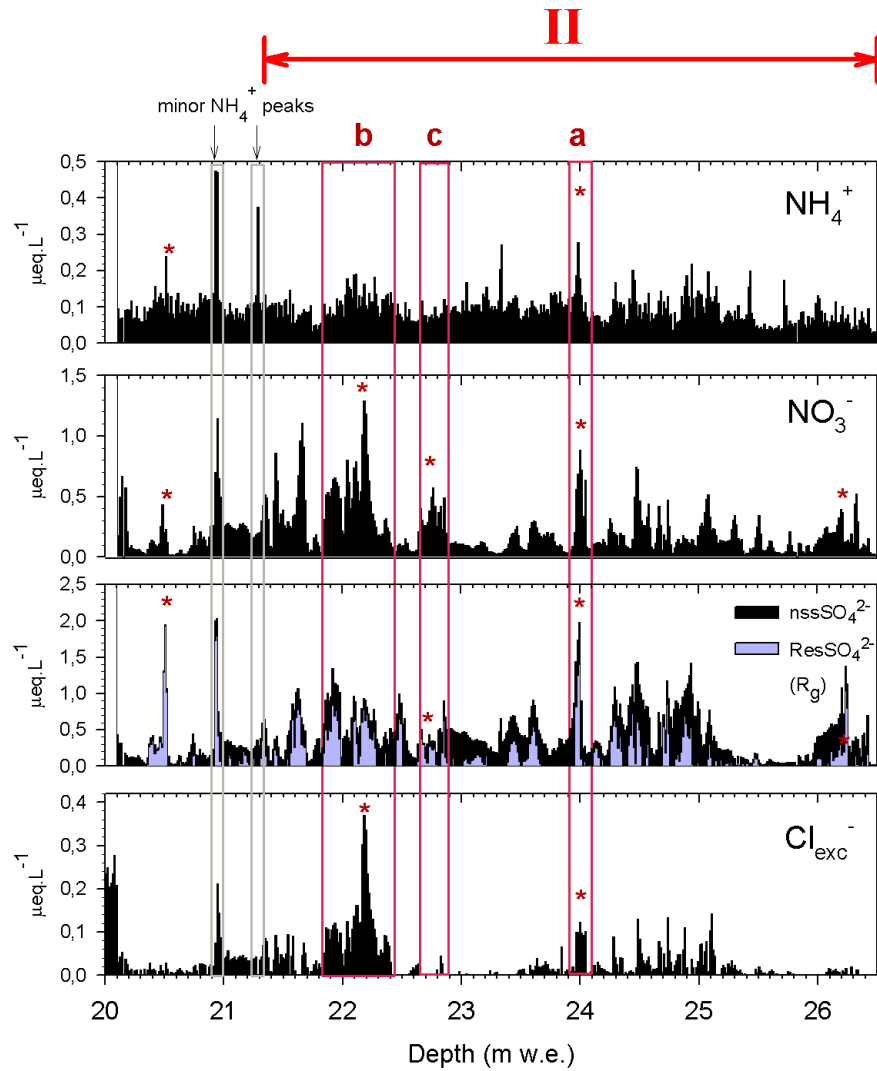 II
minor NH₄⁺ peaks
b c a
0,5
0,4
0,3
0,2
0,1
0,0
µeq.L⁻¹
NH₄⁺
*
*
1,5
1,0
0,5
0,0
µeq.L⁻¹
NO₃⁻
*
*
*
*
*
2,5
2,0
1,5
1,0
0,5
0,0
µeq.L⁻¹
nssSO₄²⁻
ResSO₄²⁻
(R_g)
*
*
*
*
0,4
0,3
0,2
0,1
0,0
µeq.L⁻¹
Cl_exc⁻
*
*
20 21 22 23 24 25 26
Depth (m w.e.)